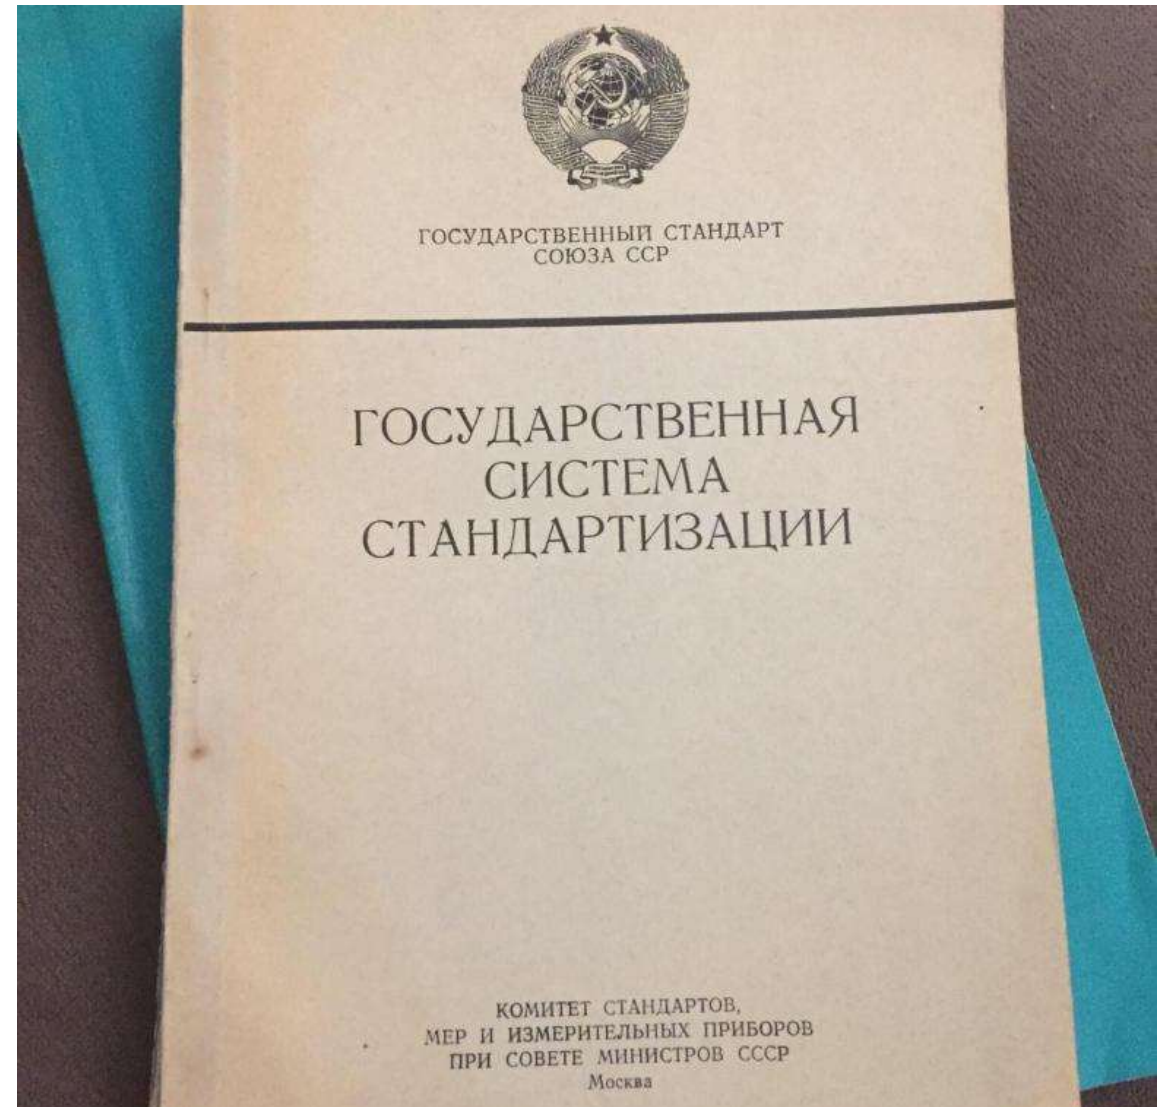 ГОСУДАРСТВЕННЫЙ СТАНДАРТ
СОЮЗА ССР
ГОСУДАРСТВЕННАЯ
СИСТЕМА
СТАНДАРТИЗАЦИИ
КОМИТЕТ СТАНДАРТОВ,
МЕР И ИЗМЕРИТЕЛЬНЫХ ПРИБОРОВ
ПРИ СОВЕТЕ МИНИСТРОВ СССР
Москва